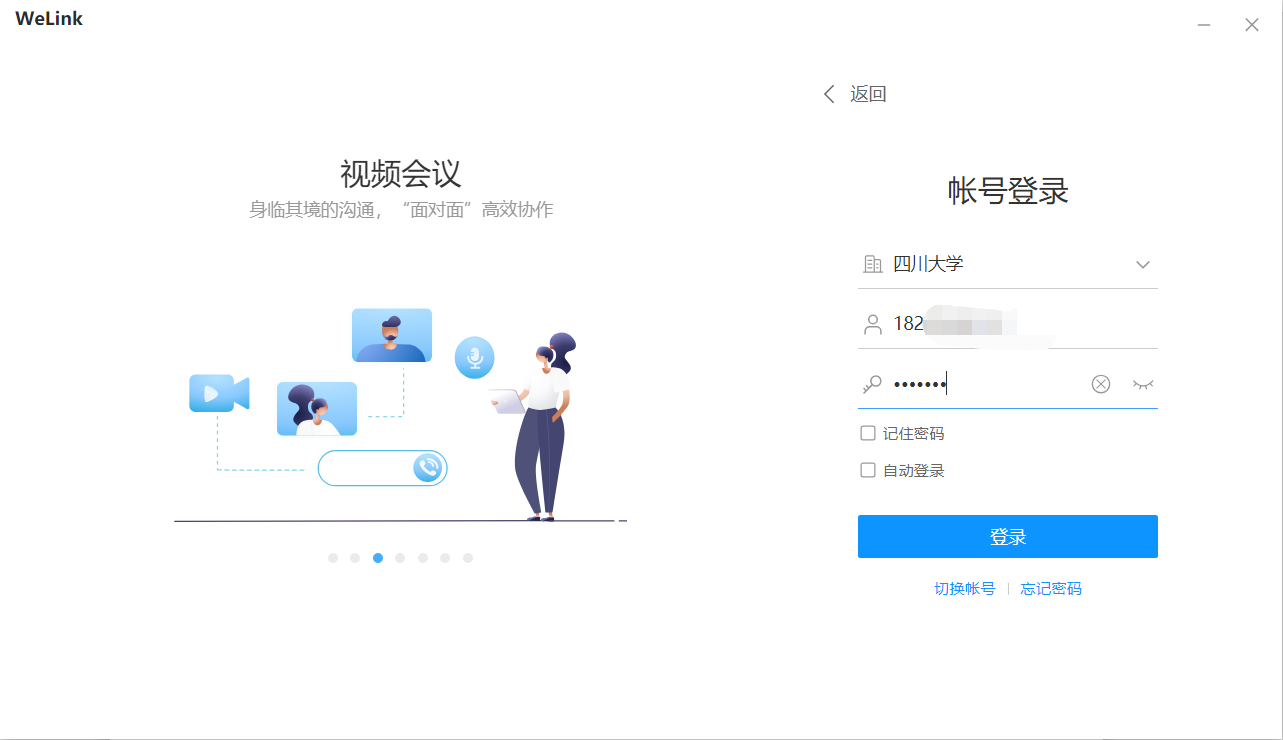 WeLink
返回
视频会议
身临其境的沟通，“面对面”高效协作
帐号登录
四川大学
182
•••••••
记住密码
自动登录
登录
切换帐号 | 忘记密码